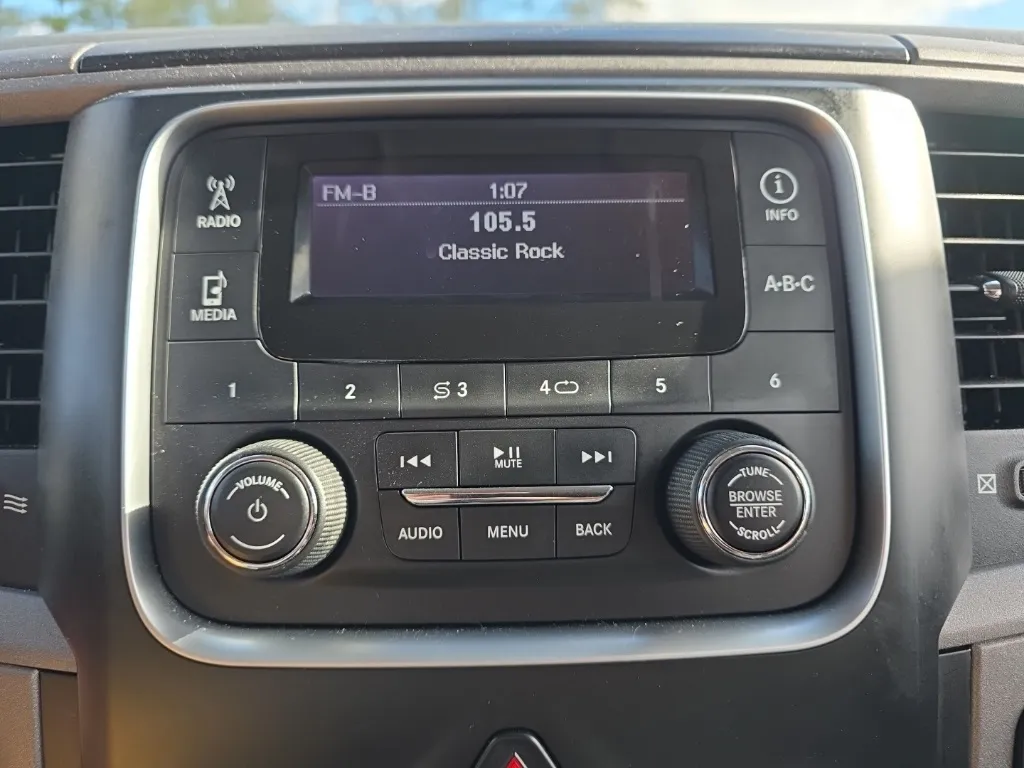 FM-B 1:07
105.5
Classic Rock
RADIO
INFO
MEDIA
A•B•C
1 2 3 4 5 6
VOLUME
MUTE
TUNE
BROWSE
ENTER
SCROLL
AUDIO MENU BACK